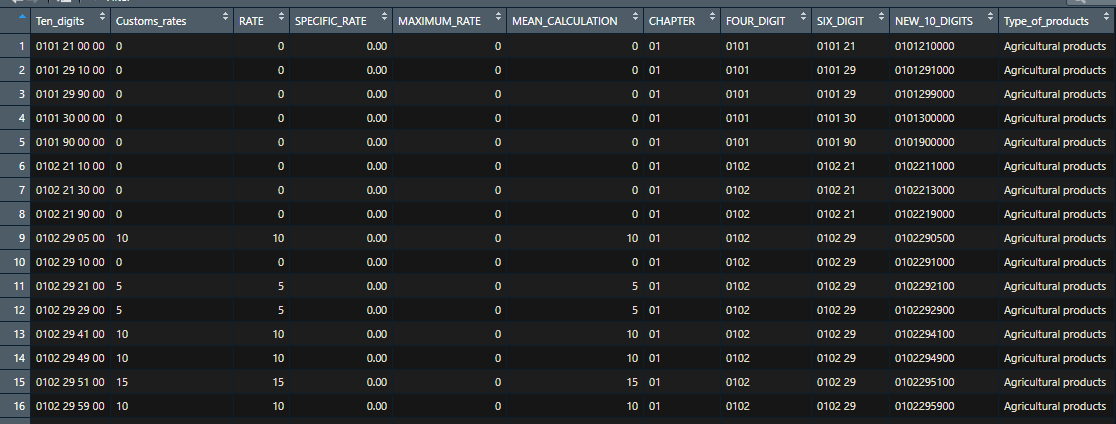 Ten_digits Customs_rates RATE SPECIFIC_RATE MAXIMUM_RATE MEAN_CALCULATION CHAPTER FOUR_DIGIT SIX_DIGIT NEW_10_DIGITS Type_of_products
1 0101 21 00 00 0 0 0.00 0 0 01 0101 0101 21 0101210000 Agricultural products
2 0101 29 10 00 0 0 0.00 0 0 01 0101 0101 29 0101291000 Agricultural products
3 0101 29 90 00 0 0 0.00 0 0 01 0101 0101 29 0101299000 Agricultural products
4 0101 30 00 00 0 0 0.00 0 0 01 0101 0101 30 0101300000 Agricultural products
5 0101 90 00 00 0 0 0.00 0 0 01 0101 0101 90 0101900000 Agricultural products
6 0102 21 10 00 0 0 0.00 0 0 01 0102 0102 21 0102211000 Agricultural products
7 0102 21 30 00 0 0 0.00 0 0 01 0102 0102 21 0102213000 Agricultural products
8 0102 21 90 00 0 0 0.00 0 0 01 0102 0102 21 0102219000 Agricultural products
9 0102 29 05 00 10 10 0.00 0 10 01 0102 0102 29 0102290500 Agricultural products
10 0102 29 10 00 0 0 0.00 0 0 01 0102 0102 29 0102291000 Agricultural products
11 0102 29 21 00 5 5 0.00 0 5 01 0102 0102 29 0102292100 Agricultural products
12 0102 29 29 00 5 5 0.00 0 5 01 0102 0102 29 0102292900 Agricultural products
13 0102 29 41 00 10 10 0.00 0 10 01 0102 0102 29 0102294100 Agricultural products
14 0102 29 49 00 10 10 0.00 0 10 01 0102 0102 29 0102294900 Agricultural products
15 0102 29 51 00 15 15 0.00 0 15 01 0102 0102 29 0102295100 Agricultural products
16 0102 29 59 00 10 10 0.00 0 10 01 0102 0102 29 0102295900 Agricultural products